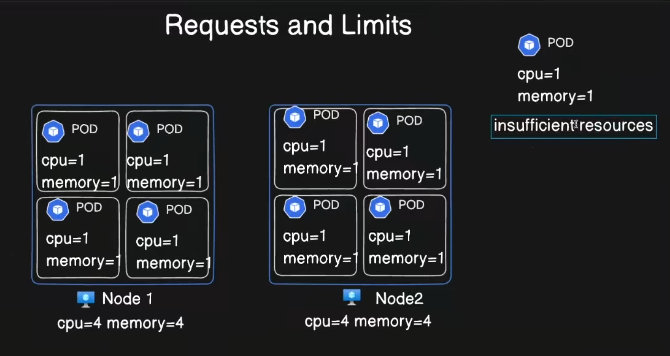 Requests and Limits
POD
cpu=1
memory=1
insufficient resources
POD
cpu=1
memory=1
POD
cpu=1
memory=1
POD
cpu=1
memory=1
POD
cpu=1
memory=1
Node 1
cpu=4 memory=4
POD
cpu=1
memory=1
POD
cpu=1
memory=1
POD
cpu=1
memory=1
POD
cpu=1
memory=1
Node2
cpu=4 memory=4